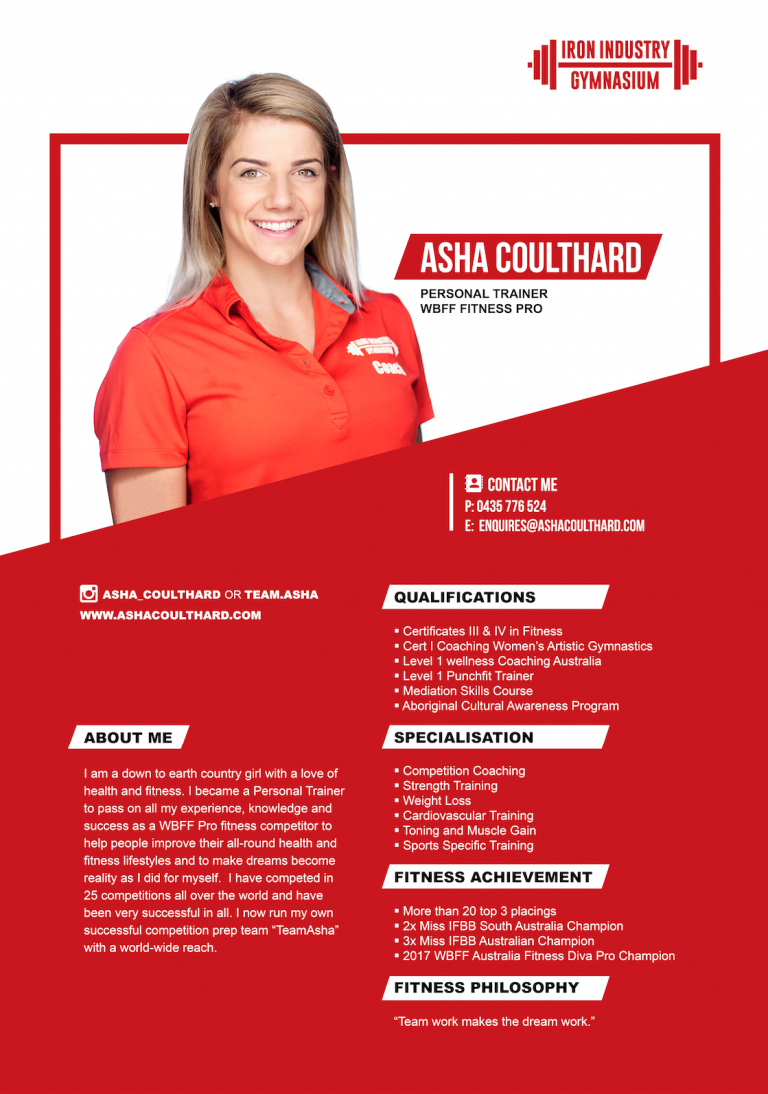 IRON INDUSTRY
GYMNASIUM
ASHA COULTHARD
PERSONAL TRAINER
WBFF FITNESS PRO
IRON INDUSTRY
GYMNASIUM
Coach
CONTACT ME
P: 0435 776 524
E: ENQUIRES@ASHACOULTHARD.COM
ASHA_COULTHARD OR TEAM.ASHA
WWW.ASHACOULTHARD.COM
ABOUT ME
I am a down to earth country girl with a love of
health and fitness. I became a Personal Trainer
to pass on all my experience, knowledge and
success as a WBFF Pro fitness competitor to
help people improve their all-round health and
fitness lifestyles and to make dreams become
reality as I did for myself.  I have competed in
25 competitions all over the world and have
been very successful in all. I now run my own
successful competition prep team “TeamAsha”
with a world-wide reach.
QUALIFICATIONS
▪ Certificates III & IV in Fitness
▪ Cert I Coaching Women’s Artistic Gymnastics
▪ Level 1 wellness Coaching Australia
▪ Level 1 Punchfit Trainer
▪ Mediation Skills Course
▪ Aboriginal Cultural Awareness Program
SPECIALISATION
▪ Competition Coaching
▪ Strength Training
▪ Weight Loss
▪ Cardiovascular Training
▪ Toning and Muscle Gain
▪ Sports Specific Training
FITNESS ACHIEVEMENT
▪ More than 20 top 3 placings
▪ 2x Miss IFBB South Australia Champion
▪ 3x Miss IFBB Australian Champion
▪ 2017 WBFF Australia Fitness Diva Pro Champion
FITNESS PHILOSOPHY
“Team work makes the dream work.”